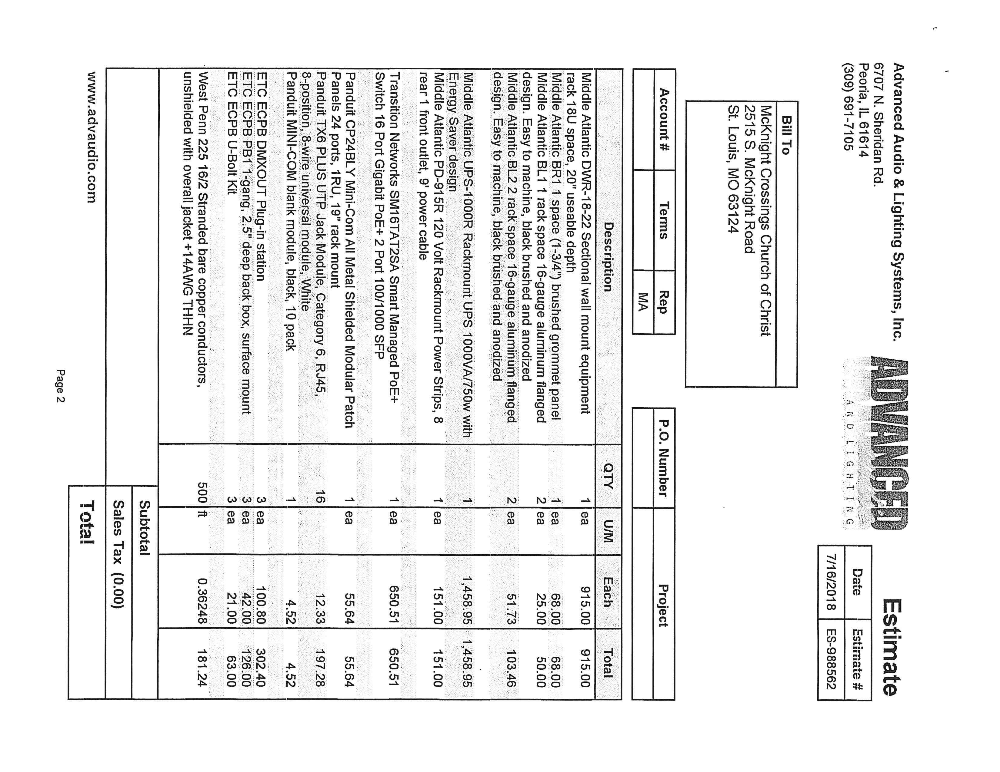 Advanced Audio & Lighting Systems, Inc.
6707 N. Sheridan Rd.
Peoria, IL 61614
(309) 691-7105
ADVANCED
AND LIGHTING
Estimate
Date Estimate #
7/16/2018 ES-988562
Bill To
McKnight Crossings Church of Christ
2515 S. McKnight Road
St. Louis, MO 63124
Account # Terms Rep P.O. Number Project
MA
Description QTY U/M Each Total
Middle Atlantic DWR-18-22 Sectional wall mount equipment 1 ea 915.00 915.00
rack 18U space, 20" useable depth
Middle Atlantic BR1 1 space (1-3/4") brushed grommet panel 1 ea 68.00 68.00
Middle Atlantic BL1 1 rack space 16-gauge aluminum flanged 2 ea 25.00 50.00
design. Easy to machine, black brushed and anodized
Middle Atlantic BL2 2 rack space 16-gauge aluminum flanged 2 ea 51.73 103.46
design. Easy to machine, black brushed and anodized
Middle Atlantic UPS-1000R Rackmount UPS 1000VA/750w with 1 1,458.95 1,458.95
Energy Saver design
Middle Atlantic PD-915R 120 Volt Rackmount Power Strips, 8 1 ea 151.00 151.00
rear 1 front outlet, 9' power cable
Transition Networks SM16TAT2SA Smart Managed PoE+ 1 ea 650.51 650.51
Switch 16 Port Gigabit PoE+ 2 Port 100/1000 SFP
Panduit CP24BLY Mini-Com All Metal Shielded Modular Patch 1 ea 55.64 55.64
Panels 24 ports, 1RU, 19" rack mount
Panduit TX6 PLUS UTP Jack Module, Category 6, RJ45, 16 12.33 197.28
8-position, 8-wire universal module, White
Panduit MINI-COM blank module, black, 10 pack 1 4.52 4.52
ETC ECPB DMXOUT Plug-in station 3 ea 100.80 302.40
ETC ECPB PB1 1-gang, 2.5" deep back box, surface mount 3 ea 42.00 126.00
ETC ECPB U-Bolt Kit 3 ea 21.00 63.00
West Penn 225 16/2 Stranded bare copper conductors, 500 ft 0.36248 181.24
unshielded with overall jacket +14AWG THHN
Subtotal
Sales Tax (0.00)
Total
www.advaudio.com
Page 2